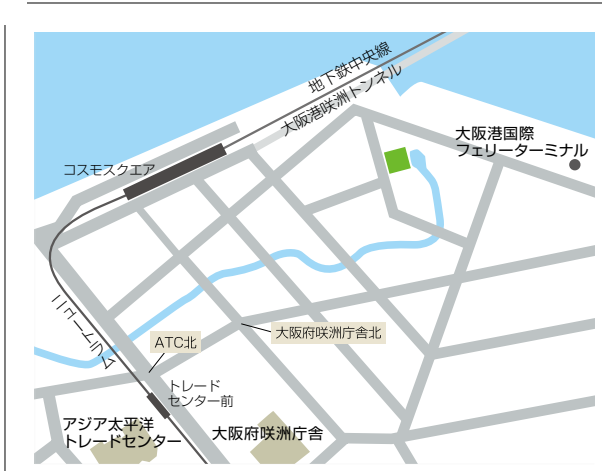 地下鉄中央線
大阪港咲洲トンネル
大阪港国際
フェリーターミナル
コスモスクエア
ニュートラム
大阪府咲洲庁舎北
ATC北
トレード
センター前
アジア太平洋
トレードセンター
大阪府咲洲庁舎